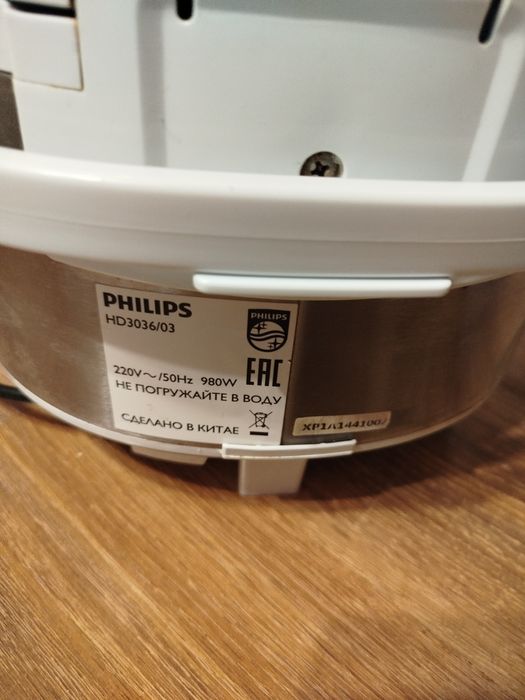 PHILIPS
HD3036/03
PHILIPS
220V~/50Hz 980W
EAC
НЕ ПОГРУЖАЙТЕ В ВОДУ
СДЕЛАНО В КИТАЕ